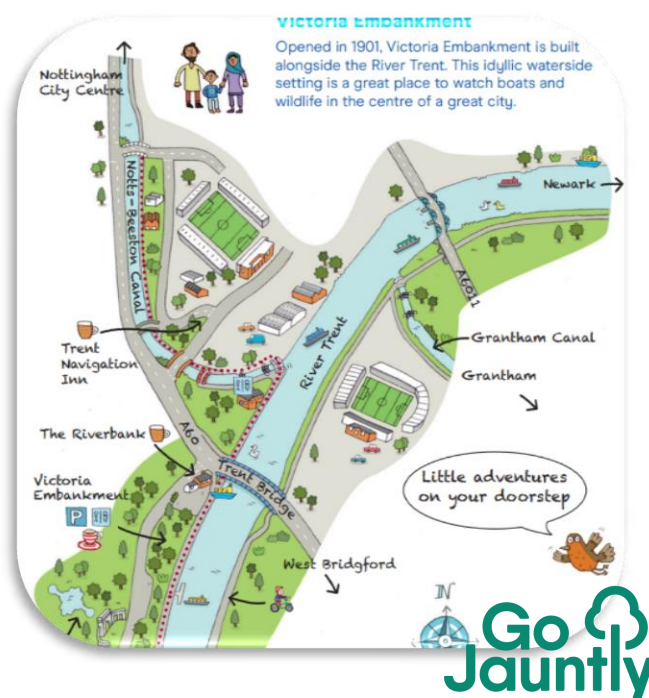 Victoria Embankment
Opened in 1901, Victoria Embankment is built
alongside the River Trent. This idyllic waterside
setting is a great place to watch boats and
wildlife in the centre of a great city.
Nottingham
City Centre
Notts-Beeston Canal
Newark
A6011
River Trent
Grantham Canal
Grantham
Trent
Navigation
Inn
A60
The Riverbank
Trent Bridge
Victoria
Embankment
P
Little adventures
on your doorstep
West Bridgford
N
Go
Jauntly